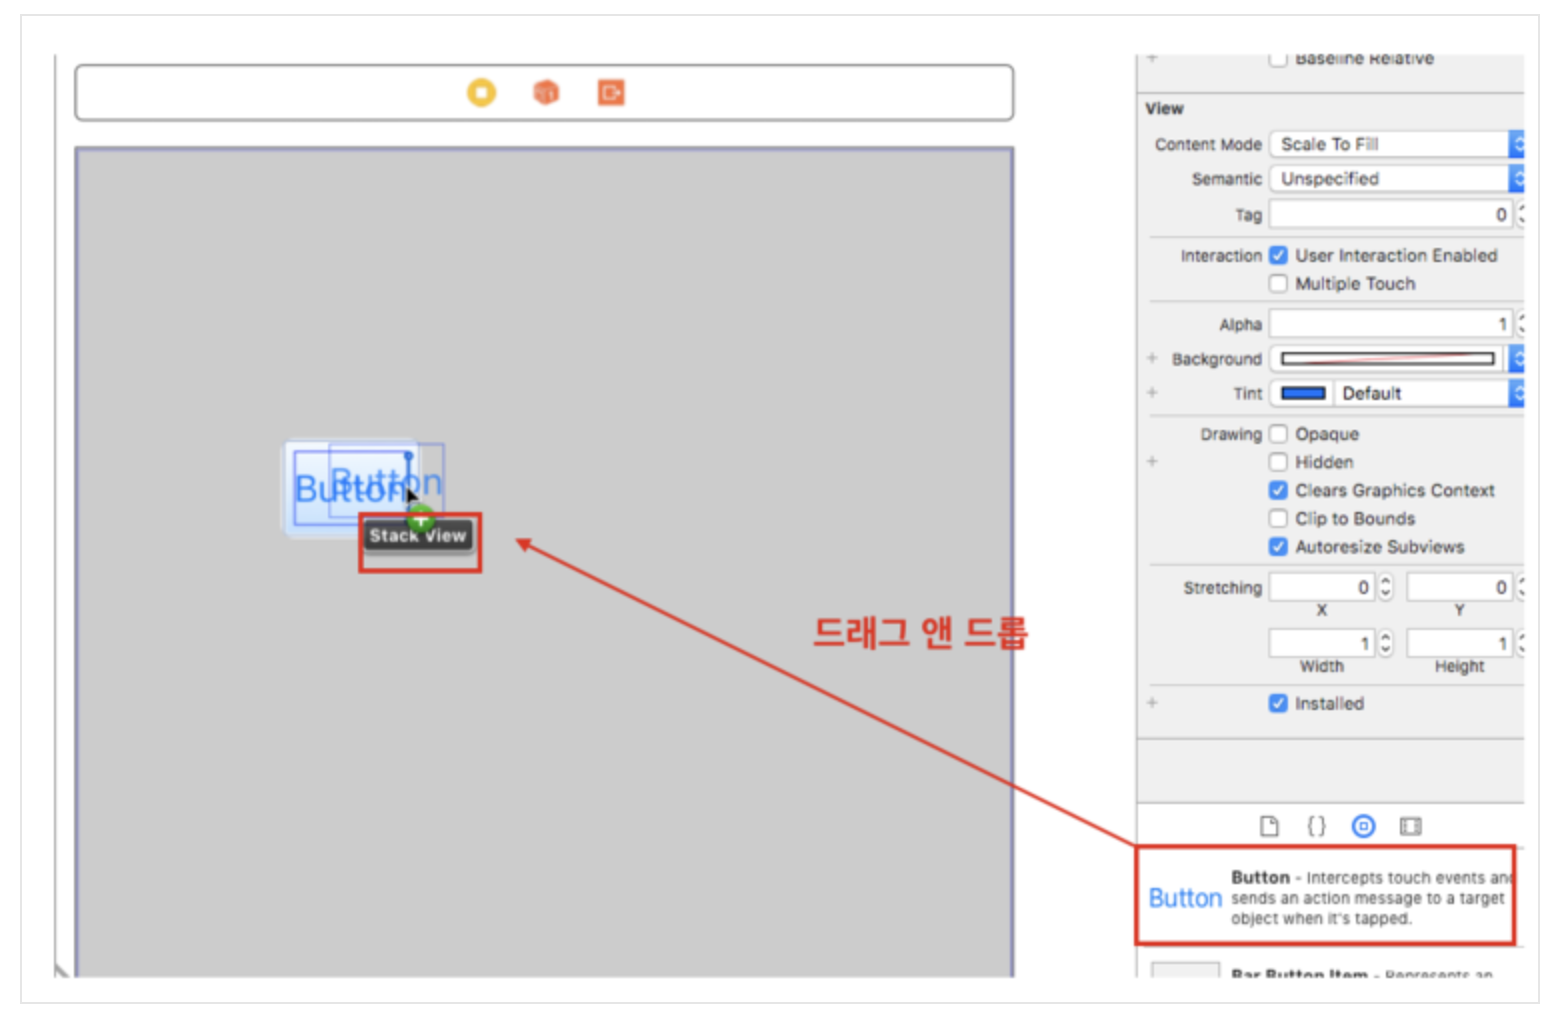 Baseline Relative
View
Content Mode Scale To Fill
Semantic Unspecified
Tag 0
Interaction User Interaction Enabled
Multiple Touch
Alpha 1
+ Background
+ Tint Default
Drawing Opaque
+ Hidden
Clears Graphics Context
Clip to Bounds
Autoresize Subviews
Stretching 0 0
X Y
1 1
Width Height
+ Installed
Button
Button
Stack View
드래그 앤 드롭
{}
Button
Button - Intercepts touch events and
sends an action message to a target
object when it's tapped.
Bar Button Item - Represents an